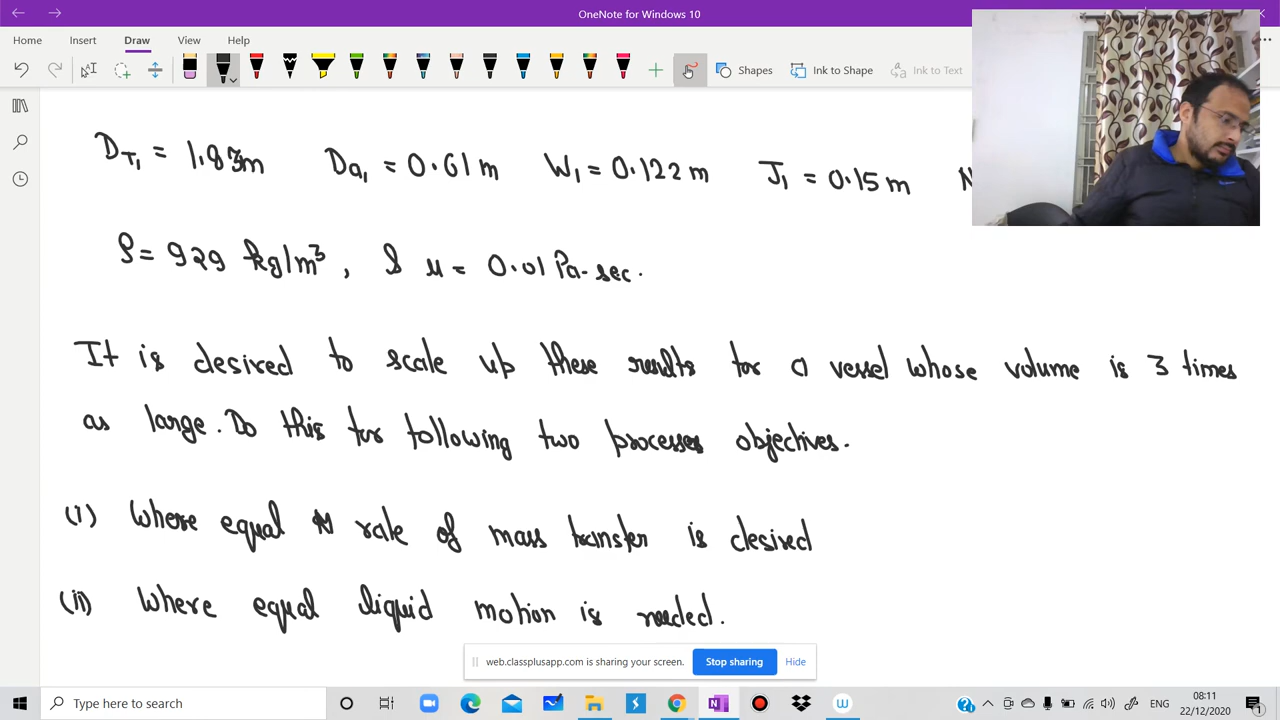 OneNote for Windows 10
Home Insert Draw View Help
Shapes Ink to Shape Ink to Text
D_T1 = 1.83m D_a1 = 0.61 m W1 = 0.122 m J1 = 0.15 m N
ρ = 929 kg/m³, & μ = 0.01 Pa-sec.
It is desired to scale up these results for a vessel whose volume is 3 times
as large. Do this for following two processes objectives.
(i) Where equal rate of mass transfer is desired
(ii) Where equal liquid motion is needed.
web.classplusapp.com is sharing your screen. Stop sharing Hide
Type here to search
ENG
08:11
22/12/2020